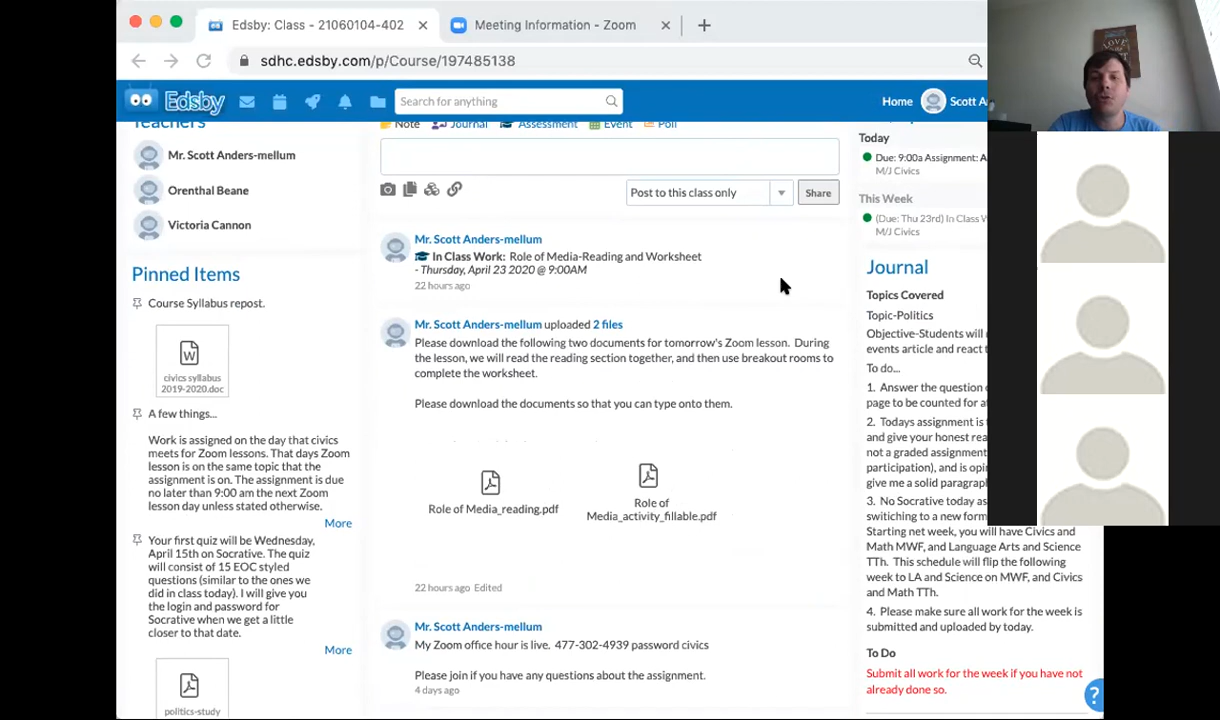 Edsby: Class - 21060104-402
Meeting Information - Zoom
sdhc.edsby.com/p/Course/197485138
Edsby
Search for anything
Home
Scott A
Teachers
Mr. Scott Anders-mellum
Orenthal Beane
Victoria Cannon
Pinned Items
Course Syllabus repost.
W
civics syllabus
2019-2020.doc
A few things...
Work is assigned on the day that civics
meets for Zoom lessons. That days Zoom
lesson is on the same topic that the
assignment is on. The assignment is due
no later than 9:00 am the next Zoom
lesson day unless stated otherwise.
More
Your first quiz will be Wednesday,
April 15th on Socrative. The quiz
will consist of 15 EOC styled
questions (similar to the ones we
did in class today). I will give you
the login and password for
Socrative when we get a little
closer to that date.
More
politics-study
Note
Journal
Assessment
Event
Poll
Post to this class only
Share
Mr. Scott Anders-mellum
In Class Work: Role of Media-Reading and Worksheet
- Thursday, April 23 2020 @ 9:00AM
22 hours ago
Mr. Scott Anders-mellum uploaded 2 files
Please download the following two documents for tomorrow's Zoom lesson. During
the lesson, we will read the reading section together, and then use breakout rooms to
complete the worksheet.
Please download the documents so that you can type onto them.
Role of Media_reading.pdf
Role of
Media_activity_fillable.pdf
22 hours ago Edited
Mr. Scott Anders-mellum
My Zoom office hour is live. 477-302-4939 password civics
Please join if you have any questions about the assignment.
4 days ago
Today
Due: 9:00a Assignment: A
M/J Civics
This Week
(Due: Thu 23rd) In Class W
M/J Civics
Journal
Topics Covered
Topic-Politics
Objective-Students will
events article and react t
To do...
1. Answer the question
page to be counted for at
2. Todays assignment is
and give your honest rea
not a graded assignment
participation), and is opin
give me a solid paragraph
3. No Socrative today as
switiching to a new form
Starting net week, you will have Civics and
Math MWF, and Language Arts and Science
TTh. This schedule will flip the following
week to LA and Science on MWF, and Civics
and Math TTh.
4. Please make sure all work for the week is
submitted and uploaded by today.
To Do
Submit all work for the week if you have not
already done so.
?
LOVE